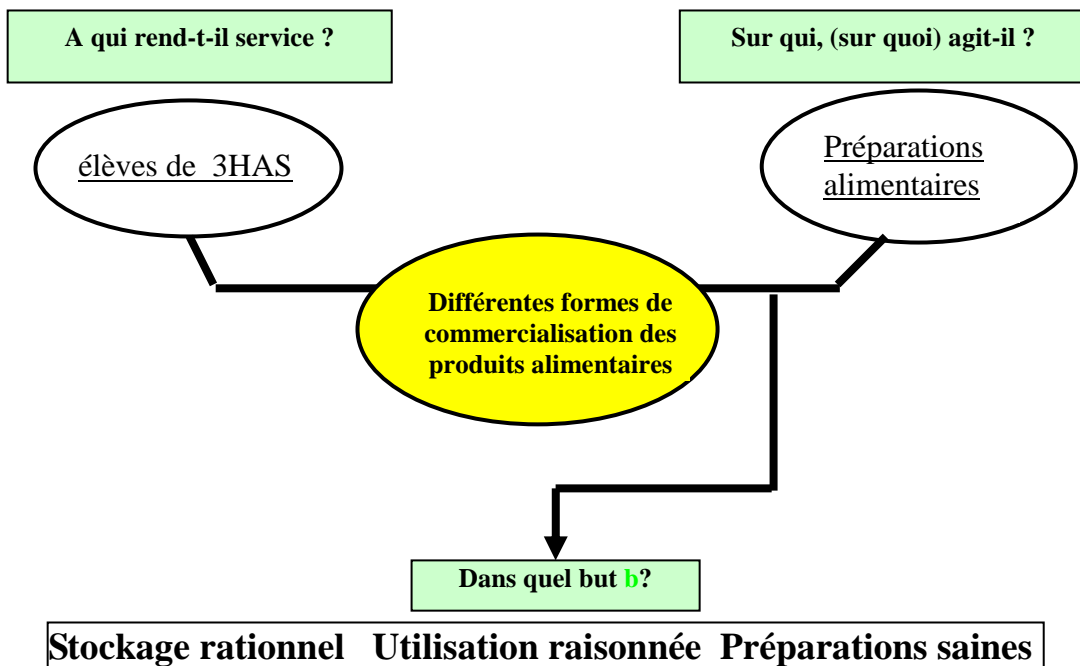 A qui rend-t-il service ?
Sur qui, (sur quoi) agit-il ?
élèves de 3HAS
Préparations
alimentaires
Différentes formes de
commercialisation des
produits alimentaires
Dans quel but b?
Stockage rationnel Utilisation raisonnée Préparations saines